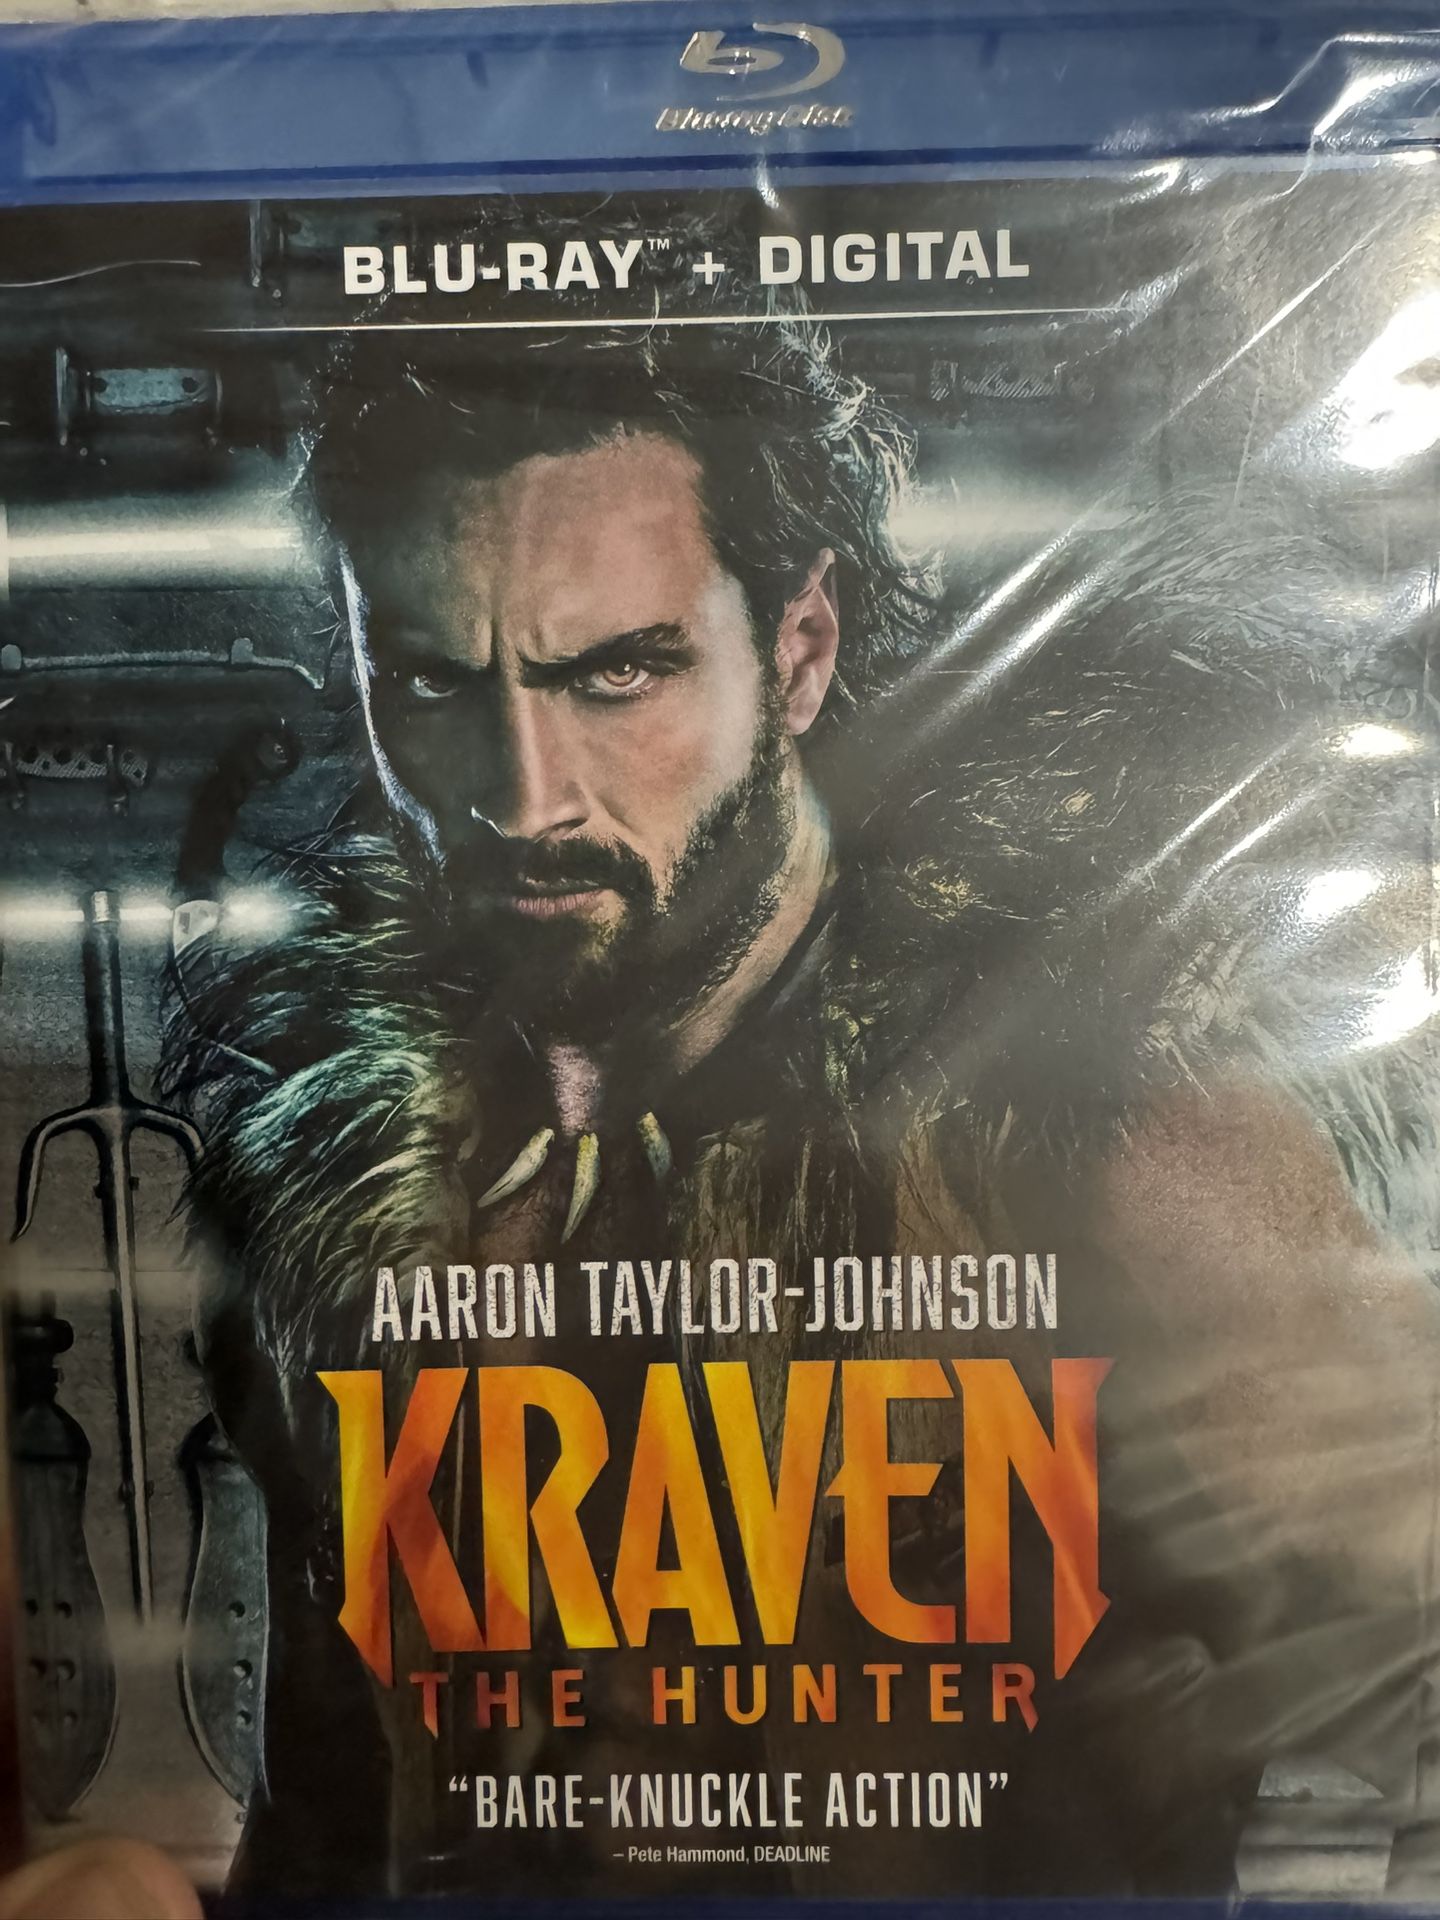 Blu-ray Disc
BLU-RAY™ + DIGITAL
AARON TAYLOR-JOHNSON
KRAVEN
THE HUNTER
“BARE-KNUCKLE ACTION”
– Pete Hammond, DEADLINE